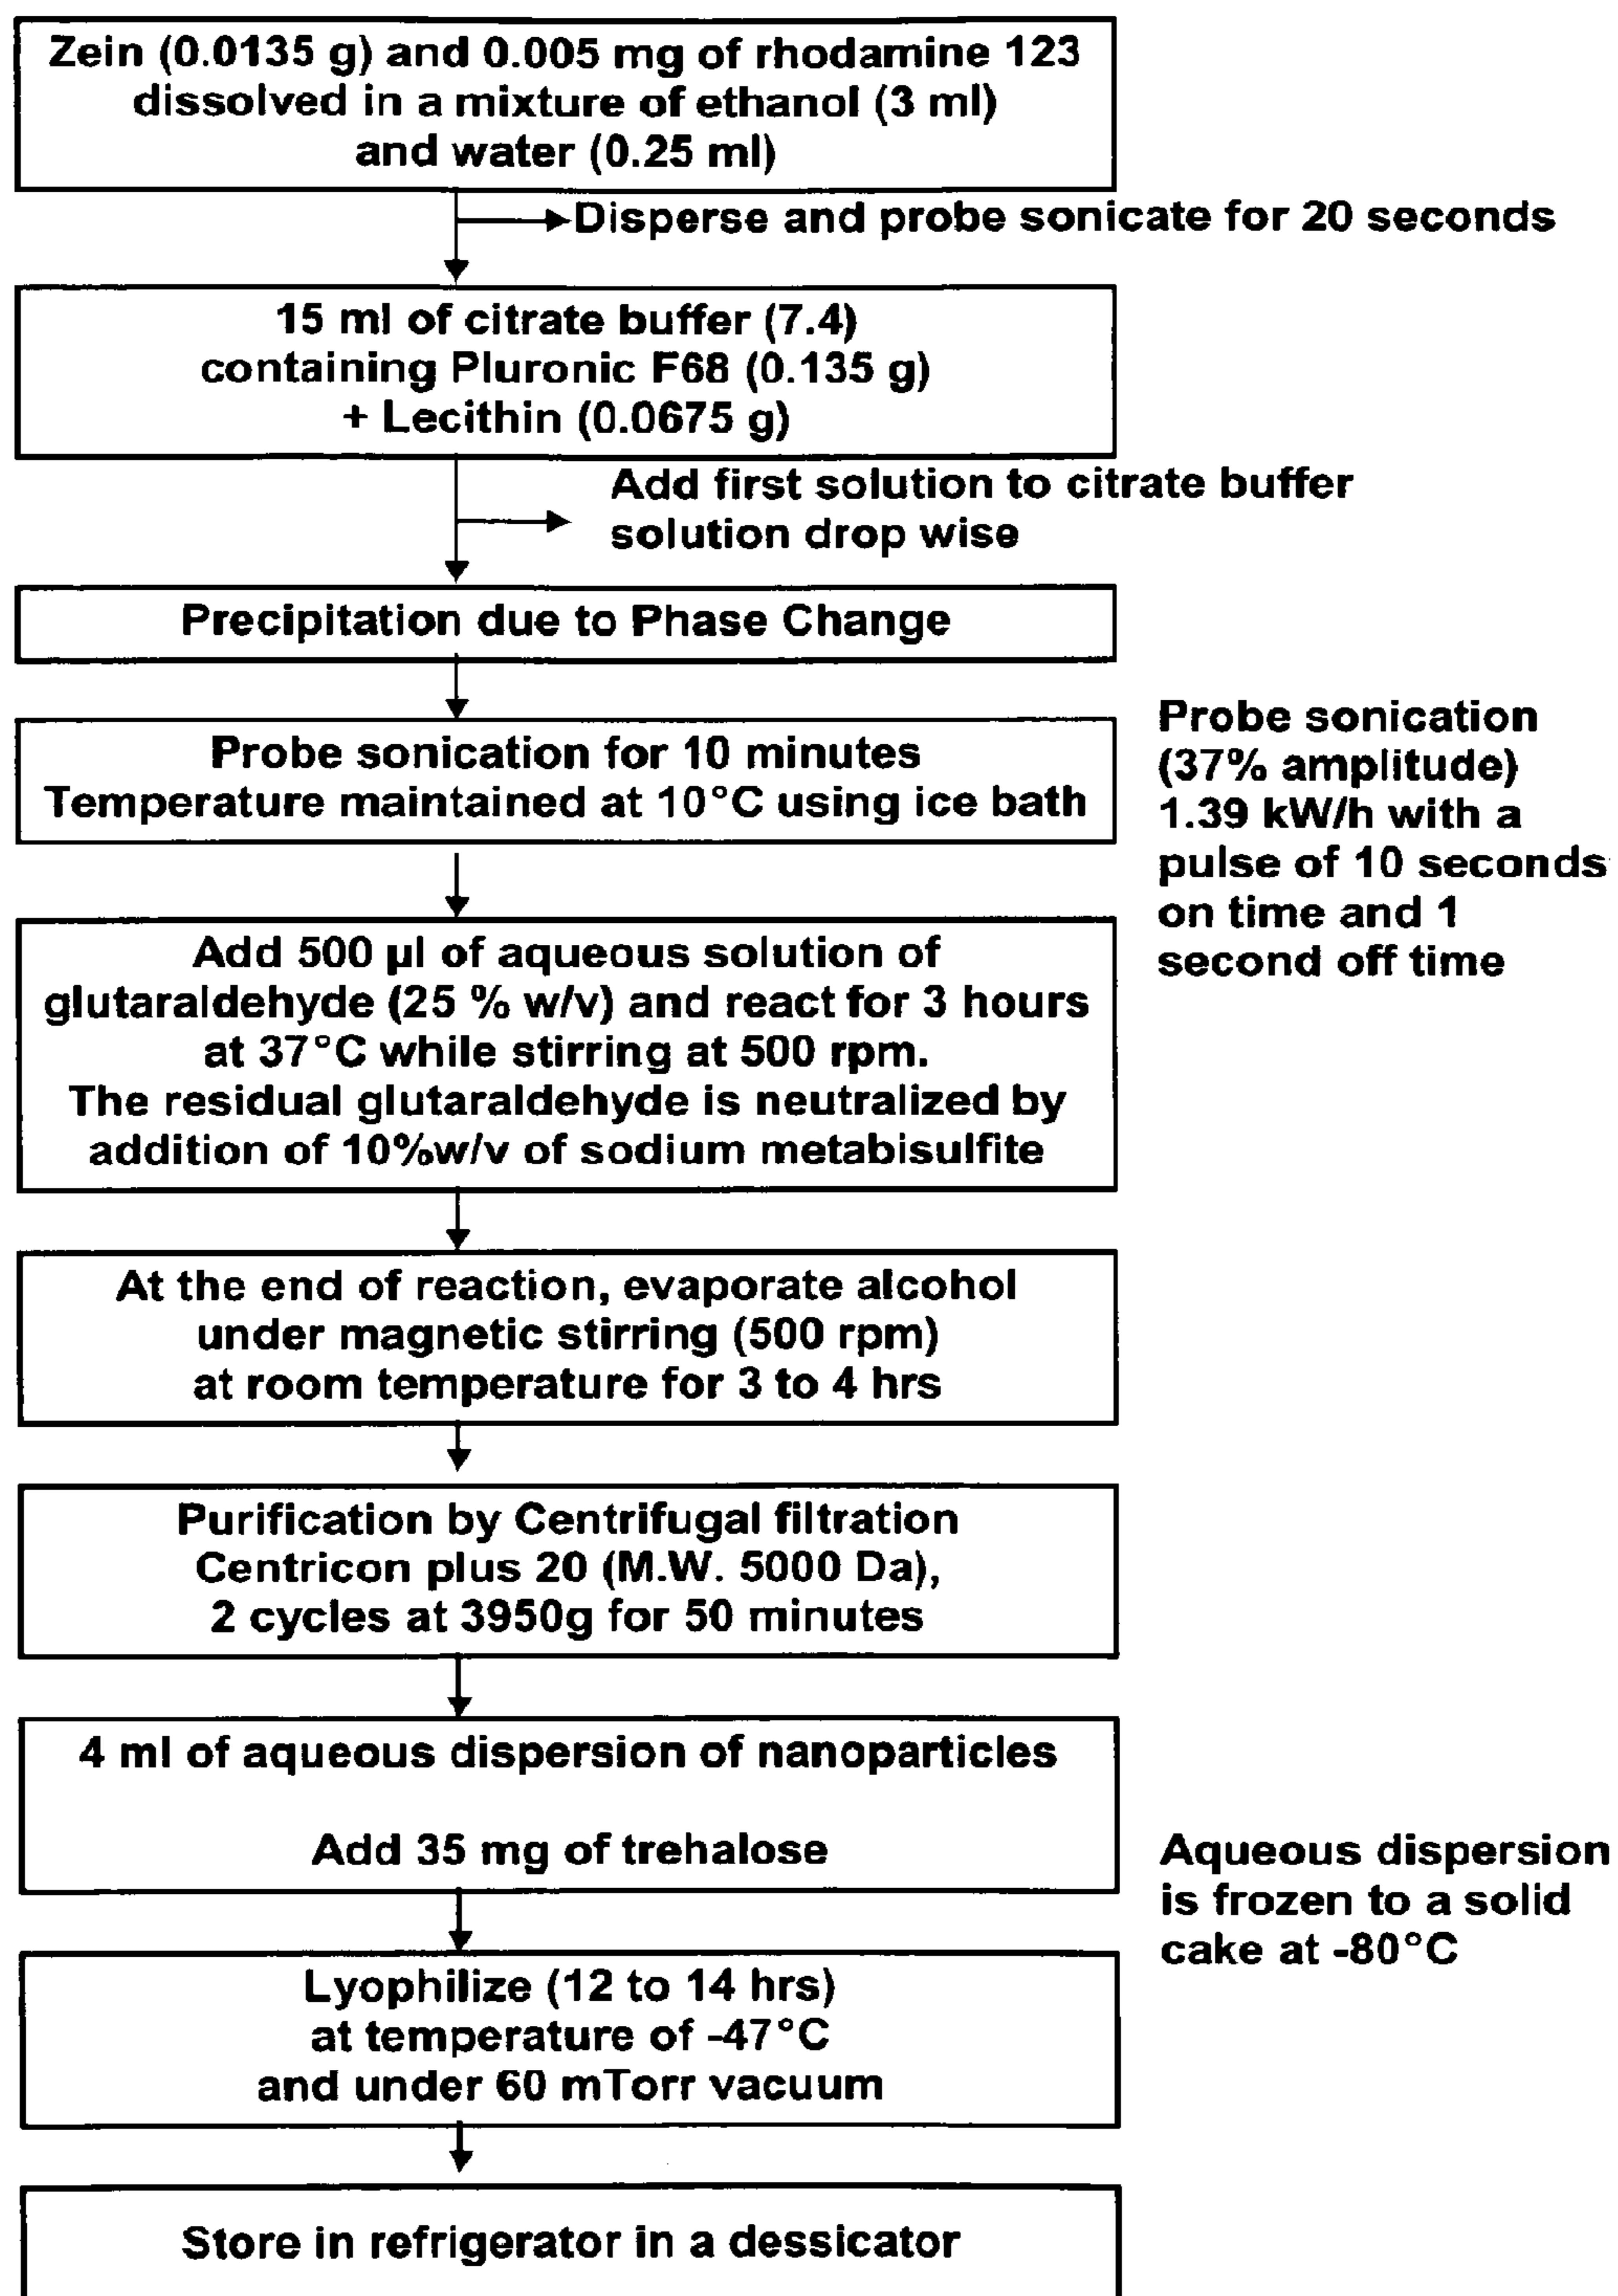 Zein (0.0135 g) and 0.005 mg of rhodamine 123
dissolved in a mixture of ethanol (3 ml)
and water (0.25 ml)
Disperse and probe sonicate for 20 seconds
15 ml of citrate buffer (7.4)
containing Pluronic F68 (0.135 g)
+ Lecithin (0.0675 g)
Add first solution to citrate buffer
solution drop wise
Precipitation due to Phase Change
Probe sonication for 10 minutes
Temperature maintained at 10°C using ice bath
Probe sonication
(37% amplitude)
1.39 kW/h with a
pulse of 10 seconds
on time and 1
second off time
Add 500 µl of aqueous solution of
glutaraldehyde (25 % w/v) and react for 3 hours
at 37°C while stirring at 500 rpm.
The residual glutaraldehyde is neutralized by
addition of 10%w/v of sodium metabisulfite
At the end of reaction, evaporate alcohol
under magnetic stirring (500 rpm)
at room temperature for 3 to 4 hrs
Purification by Centrifugal filtration
Centricon plus 20 (M.W. 5000 Da),
2 cycles at 3950g for 50 minutes
4 ml of aqueous dispersion of nanoparticles
Add 35 mg of trehalose
Aqueous dispersion
is frozen to a solid
cake at -80°C
Lyophilize (12 to 14 hrs)
at temperature of -47°C
and under 60 mTorr vacuum
Store in refrigerator in a dessicator